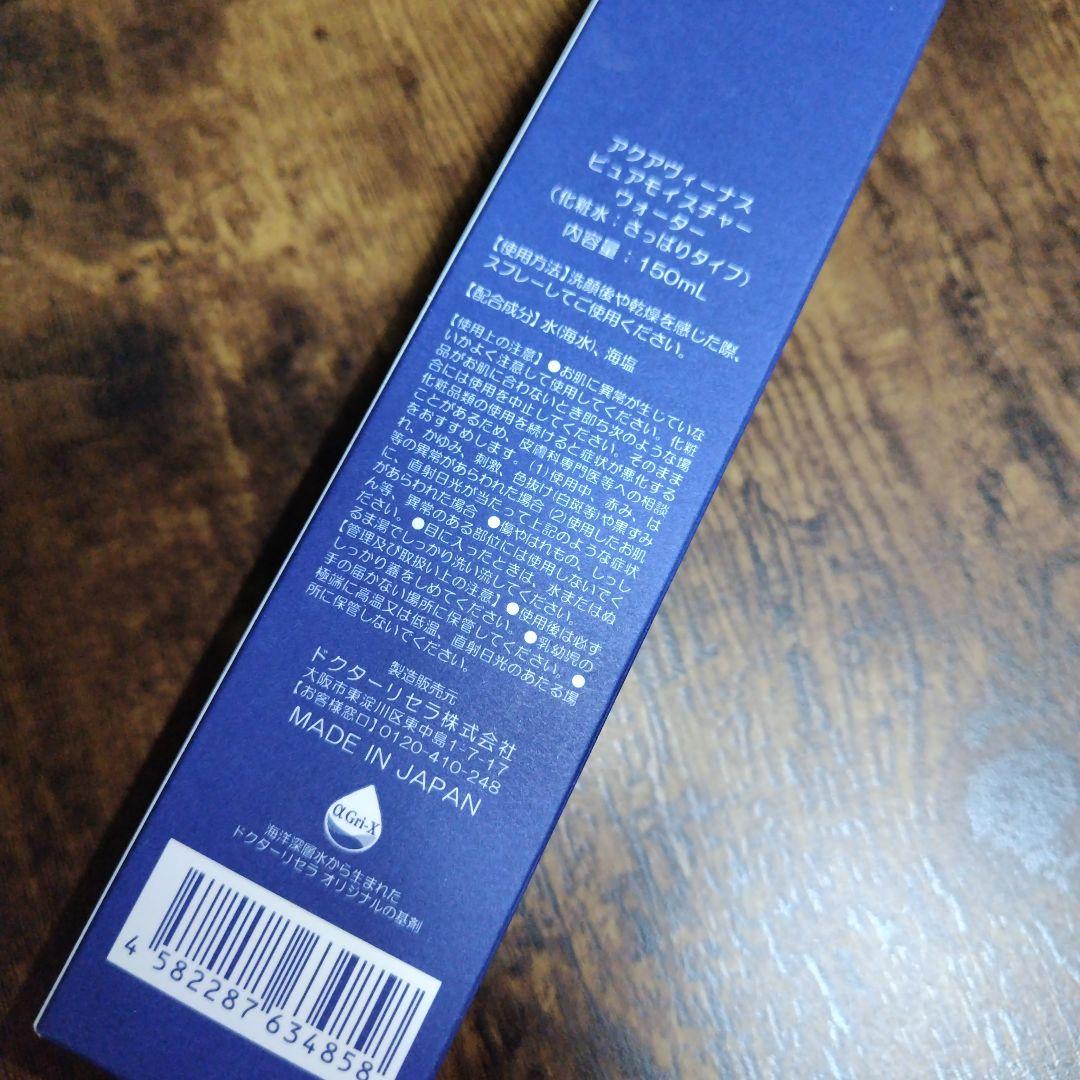 アクアヴィーナス
ピュアモイスチャー
ウォーター
(化粧水:さっぱりタイプ)
内容量:150mL
【使用方法】洗顔後や乾燥を感じた際、
スプレーしてご使用ください。
【配合成分】水(海水)、海塩
【使用上の注意】●お肌に異常が生じていな
いかよく注意して使用してください。化粧
品がお肌に合わないとき即ち次のような場
合には使用を中止してください。そのまま
化粧品類の使用を続けると症状が悪化する
ことがあるため、皮膚科専門医等への相談
をおすすめします。(1)使用中、赤み、は
れ、かゆみ、刺激、色抜け(白斑等)や黒ずみ
等の異常があらわれた場合 (2)使用したお肌
に、直射日光が当たって上記のような症状
があらわれた場合 ●傷やはれもの、しっし
ん等、異常のある部位には使用しないでく
ださい。●目に入ったときは、水またはぬ
るま湯でしっかり洗い流してください。
【管理及び取扱い上の注意】●使用後は必ず
しっかり蓋をしめてください。●乳幼児の
手の届かない場所に保管してください。●
極端に高温又は低温、直射日光のあたる場
所に保管しないでください。
製造販売元
ドクターリセラ株式会社
大阪市東淀川区東中島1-7-17
【お客様窓口】0120-410-248
MADE IN JAPAN
αGri-X
海洋深層水から生まれた
ドクターリセラ オリジナルの基剤
4 582287 634858